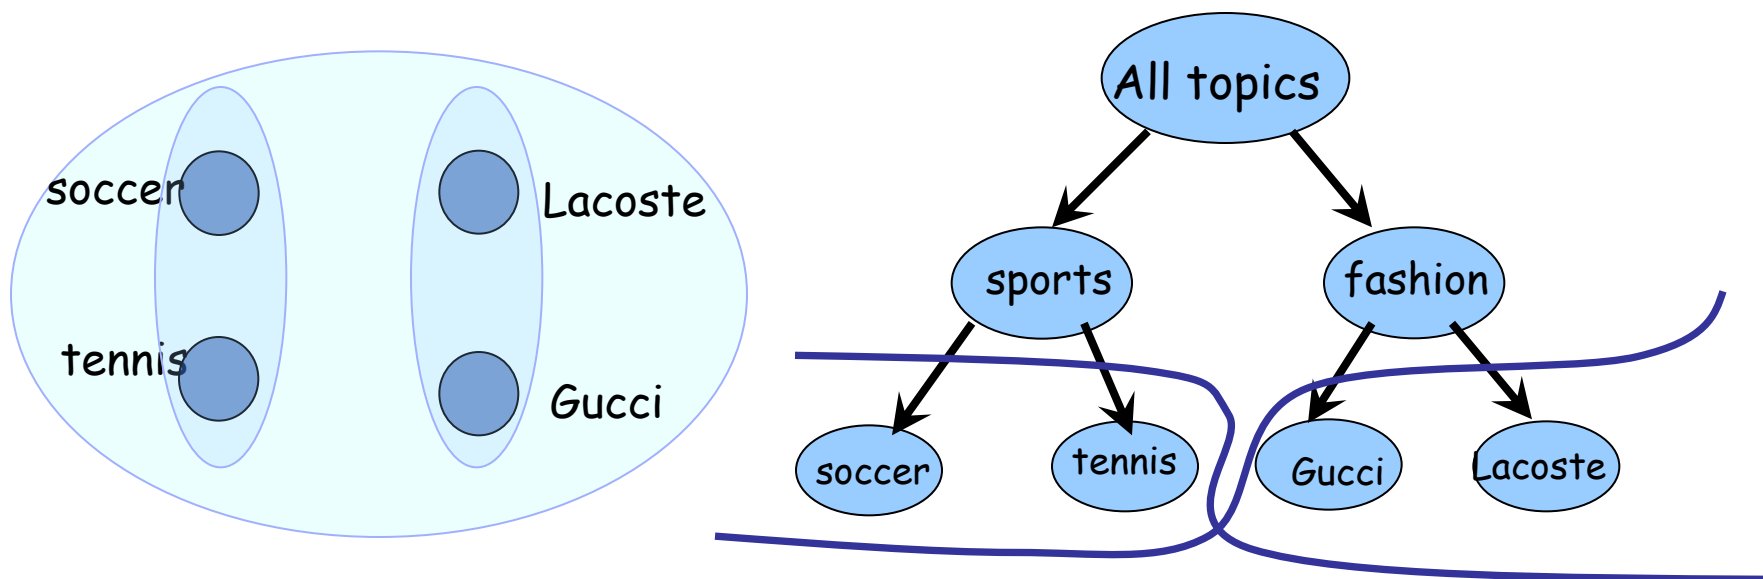 soccer
Lacoste
tennis
Gucci
All topics
sports
fashion
soccer
tennis
Gucci
Lacoste